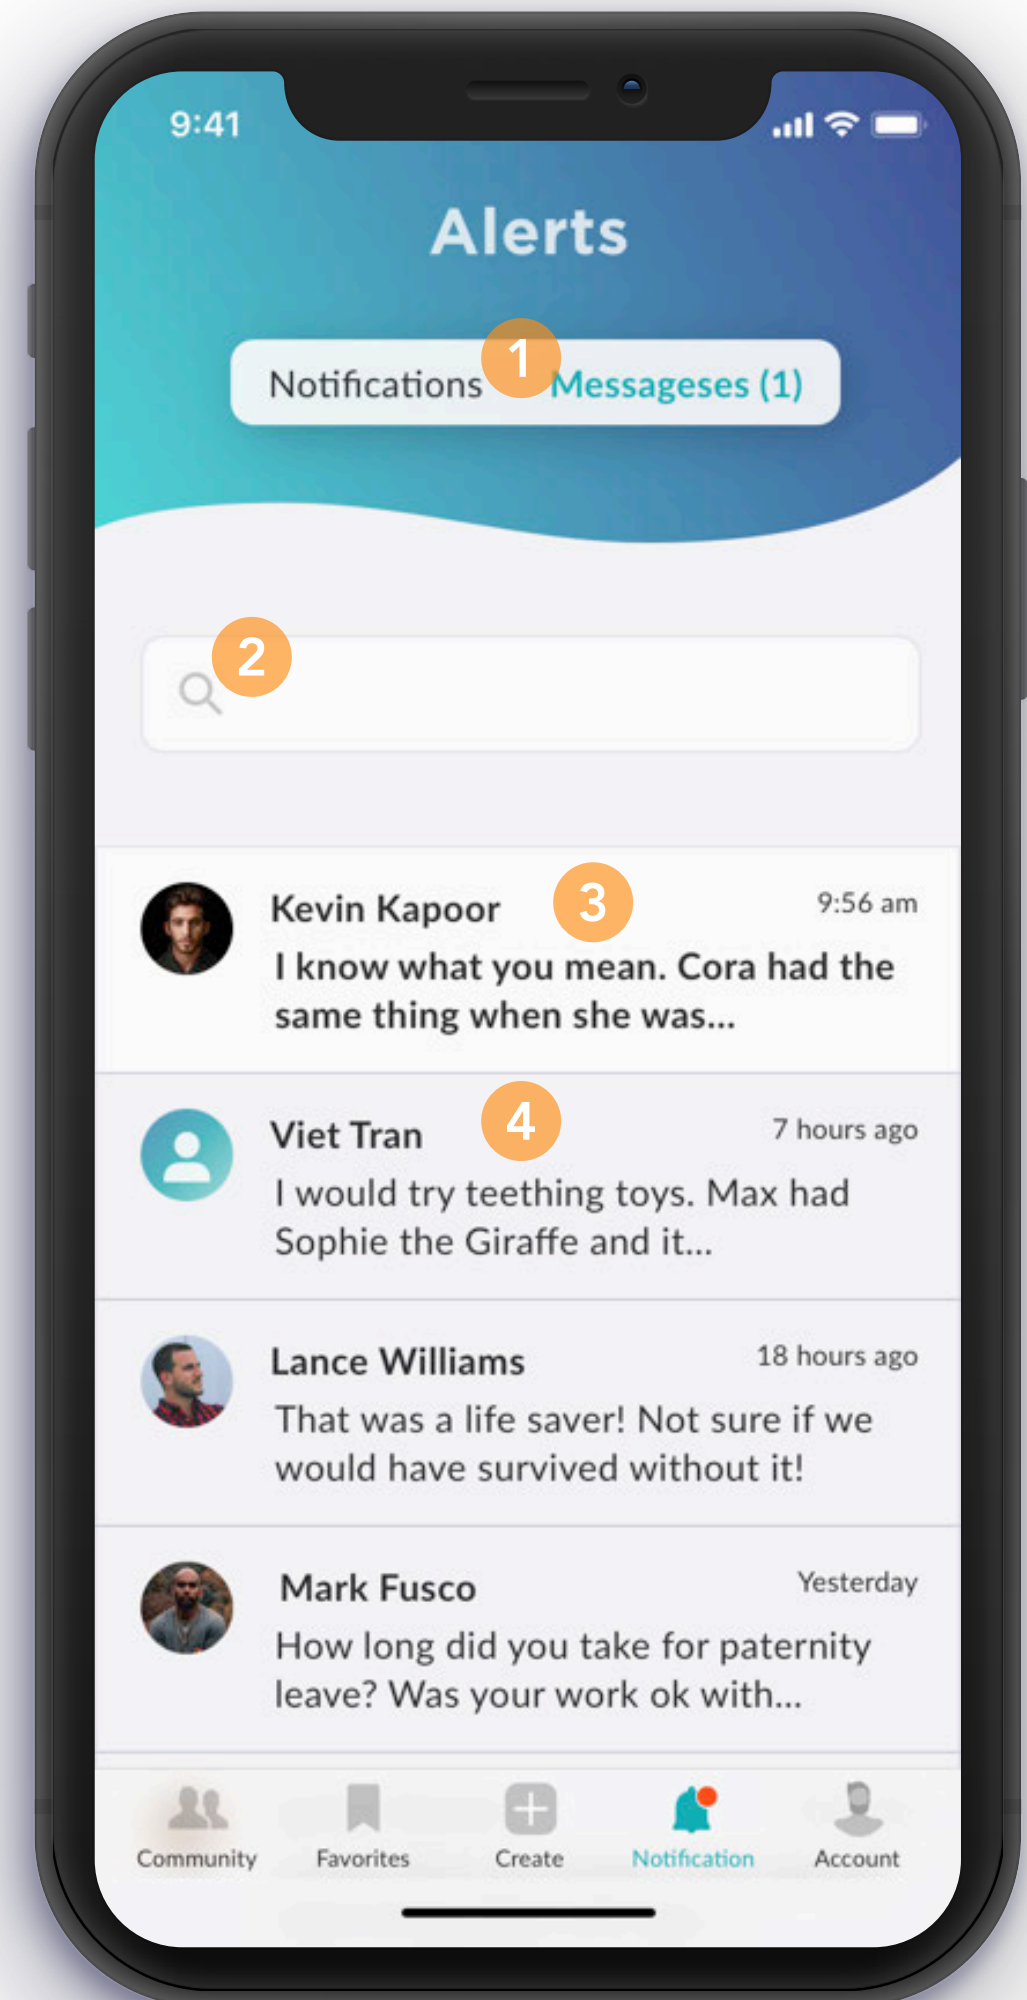 9:41
Alerts
1
Notifications Messageses (1)
2
Kevin Kapoor 3 9:56 am
I know what you mean. Cora had the
same thing when she was...
Viet Tran 4 7 hours ago
I would try teething toys. Max had
Sophie the Giraffe and it...
Lance Williams 18 hours ago
That was a life saver! Not sure if we
would have survived without it!
Mark Fusco Yesterday
How long did you take for paternity
leave? Was your work ok with...
Community Favorites Create Notification Account